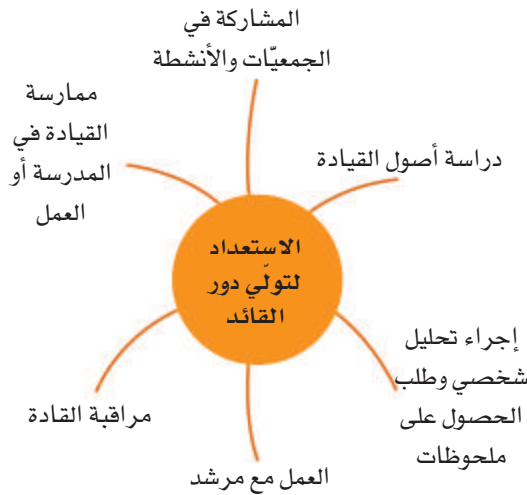 المشاركة في
الجمعيّات والأنشطة
دراسة أصول القيادة
إجراء تحليل
شخصي وطلب
الحصول على
ملحوظات
العمل مع مرشد
مراقبة القادة
ممارسة
القيادة في
المدرسة أو
العمل
الاستعداد
لتولّي دور
القائد